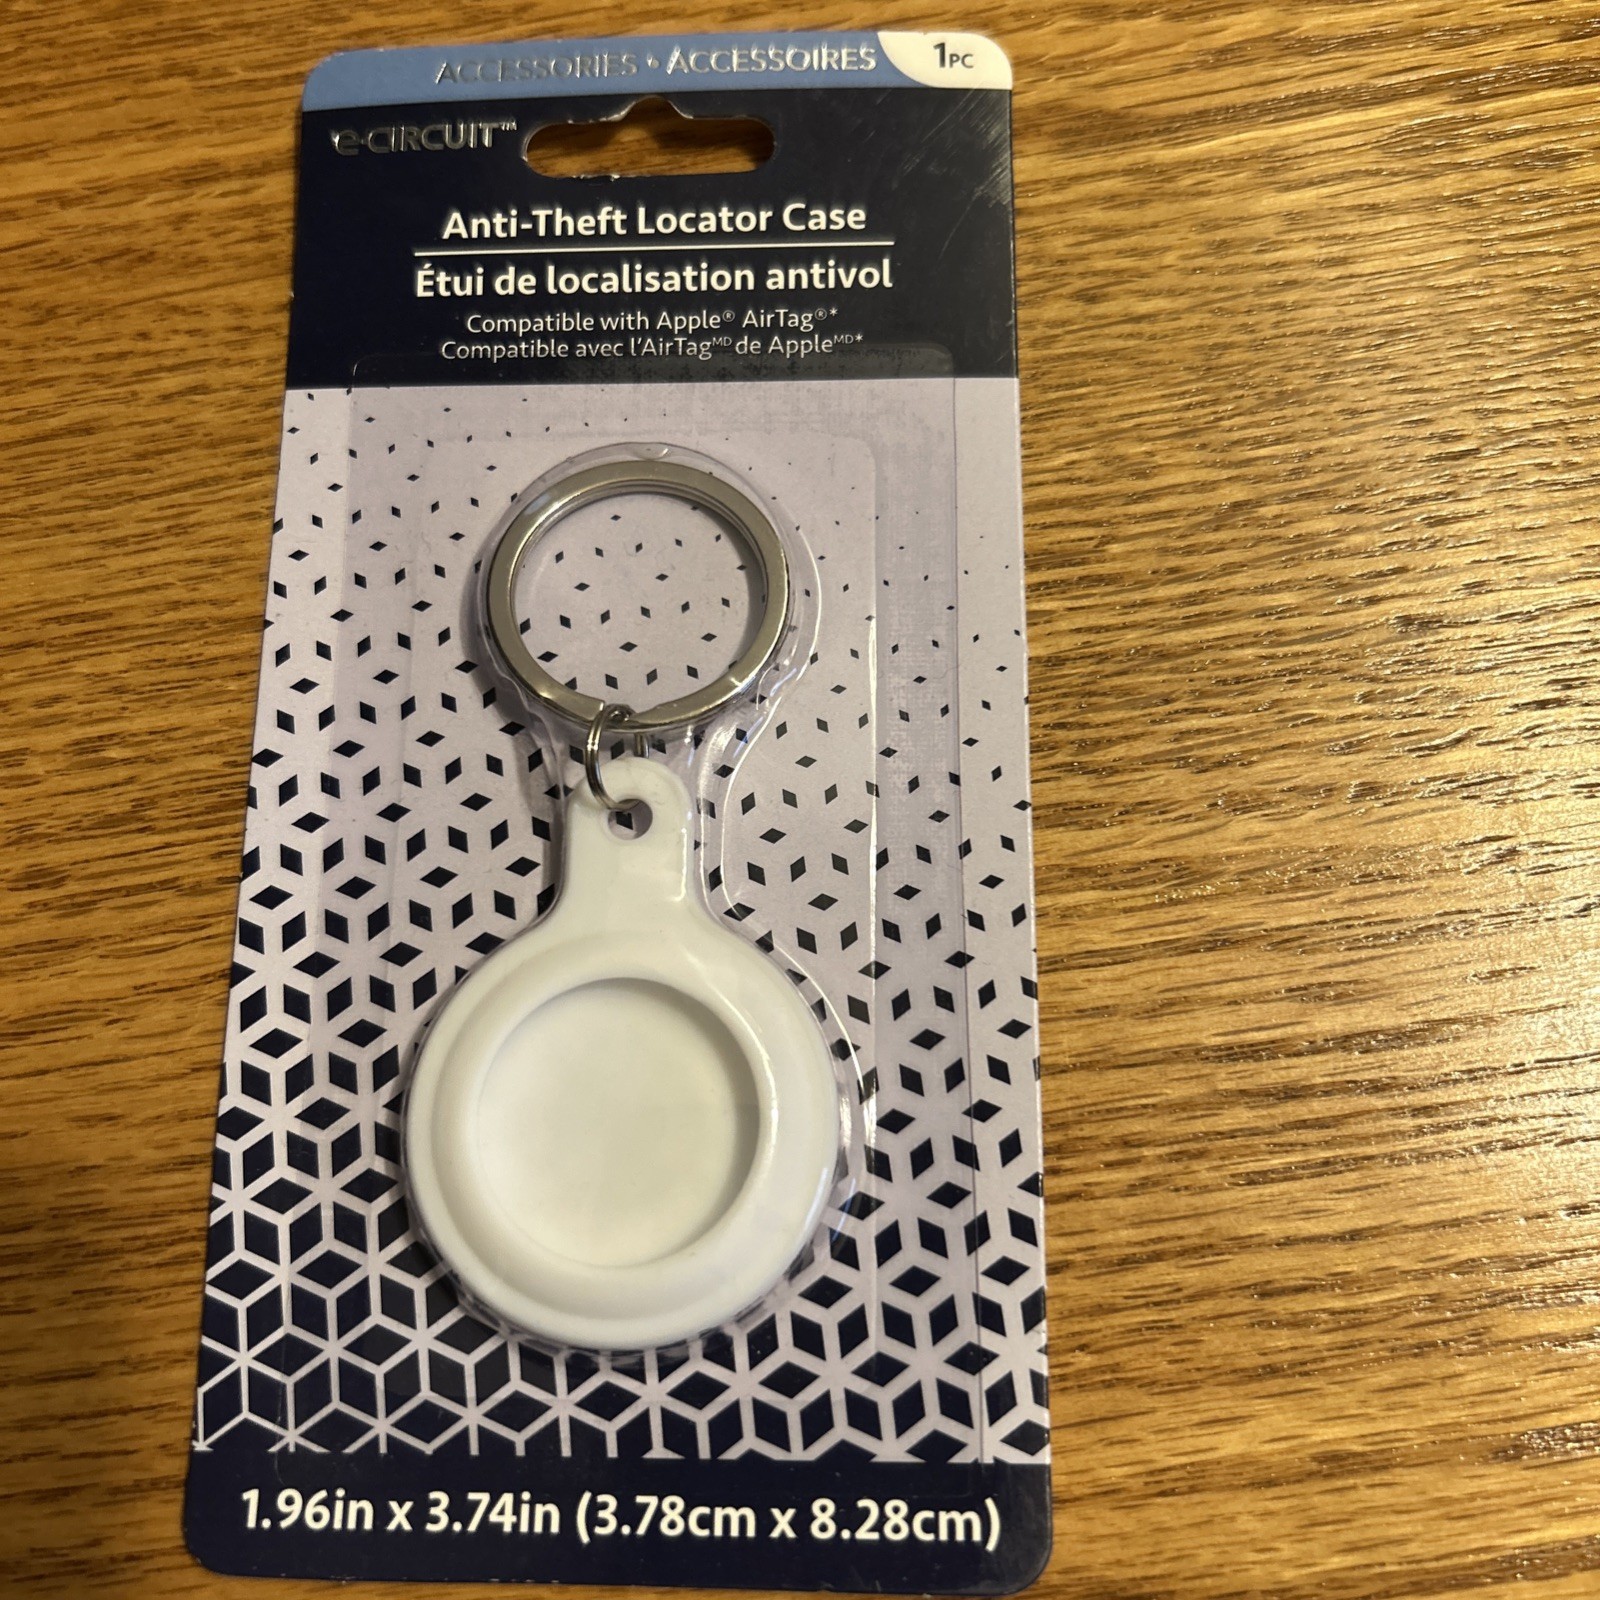 ACCESSORIES • ACCESSOIRES
1PC
e•CIRCUIT™
Anti-Theft Locator Case
Étui de localisation antivol
Compatible with Apple® AirTag®*
Compatible avec l'AirTagMD de AppleMD*
1.96in x 3.74in (3.78cm x 8.28cm)